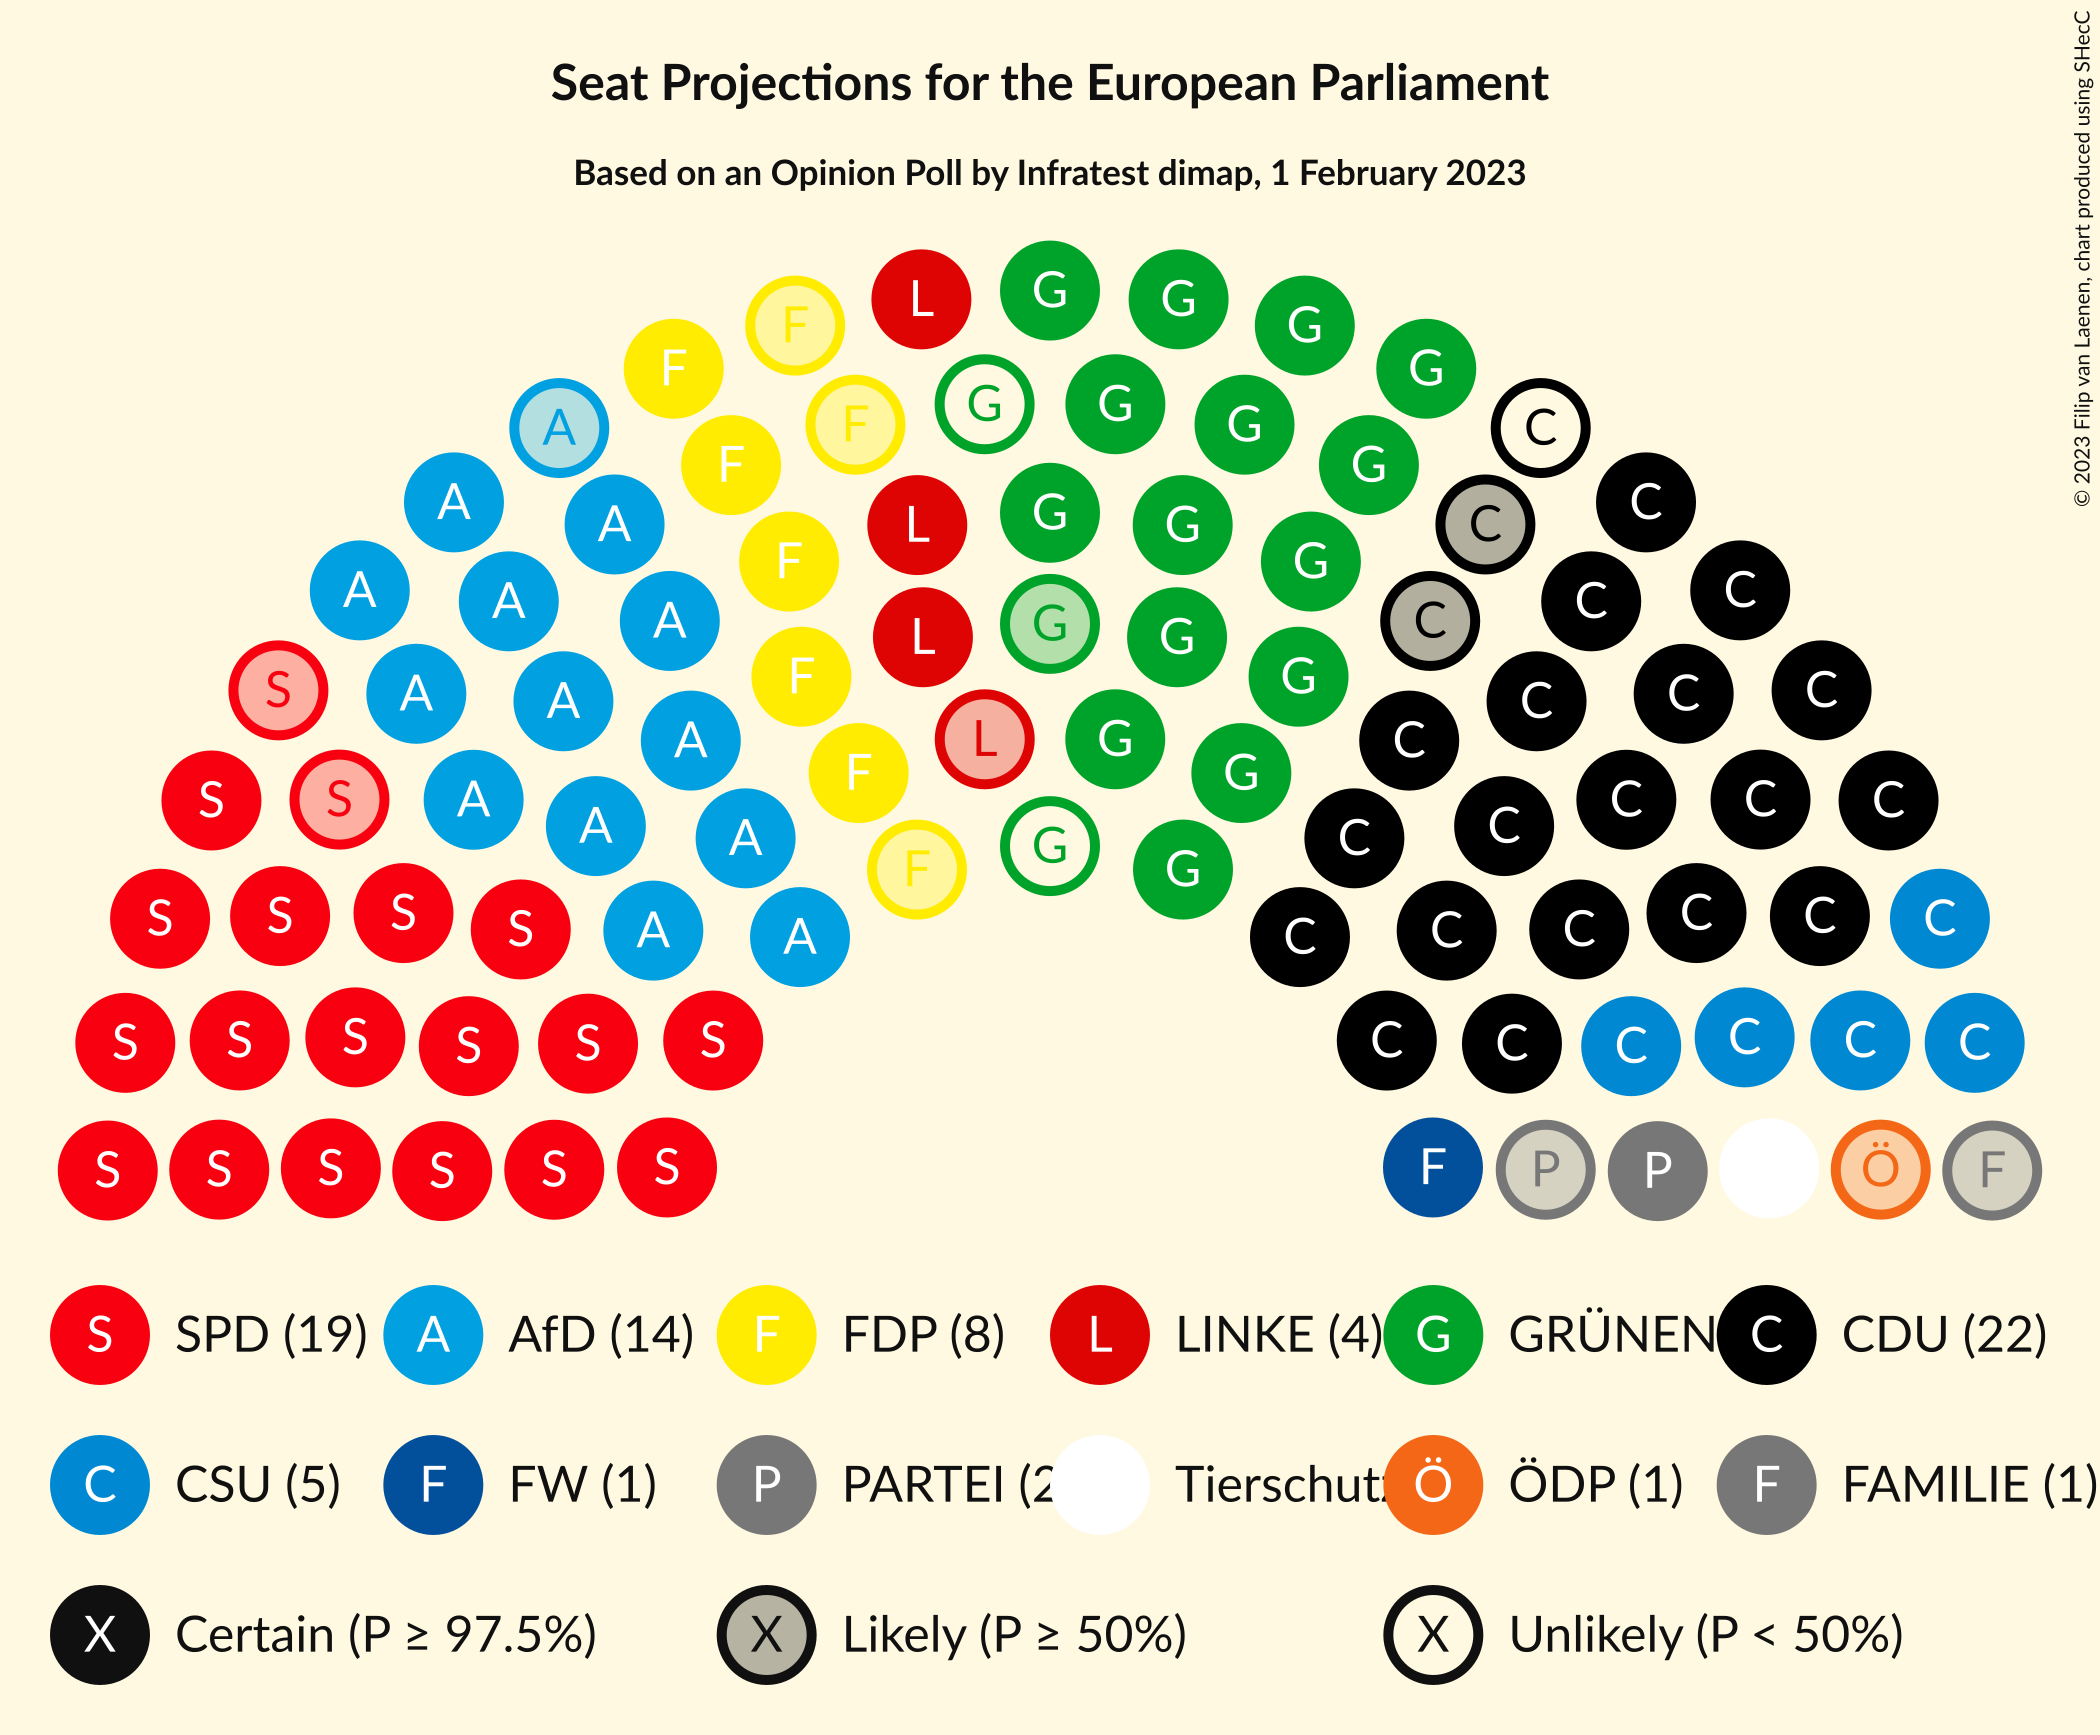 Seat Projections for the European Parliament
Based on an Opinion Poll by Infratest dimap, 1 February 2023
© 2023 Filip van Laenen, chart produced using SHecC
L G G G G
F F G G G G C
A F F L G G G C C
A A F L G G C C
A A A F L G G G C C C
S A A A F G G C C C C
S S A A A F G C C C C C
S S S S A A C C C C C C
S S S S S S C C C C C C
S S S S S S F P P Ö F
S SPD (19) A AfD (14) F FDP (8) L LINKE (4) G GRÜNEN C CDU (22)
C CSU (5) F FW (1) P PARTEI (2 Tierschutz Ö ÖDP (1) F FAMILIE (1)
X Certain (P ≥ 97.5%) X Likely (P ≥ 50%) X Unlikely (P < 50%)